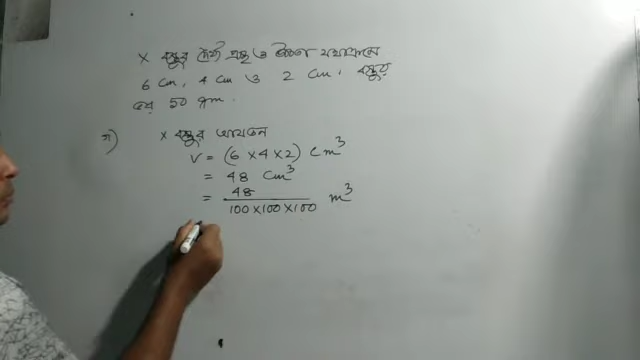 X বস্তুর দৈর্ঘ্য প্রস্থ ও উচ্চতা যথাক্রমে
6 cm, 4 cm ও 2 cm. বস্তুর
ভর 50 gm.
গ) X বস্তুর আয়তন
V = (6 × 4 × 2) cm³
= 48 cm³
= 48 / 100 × 100 × 100 m³